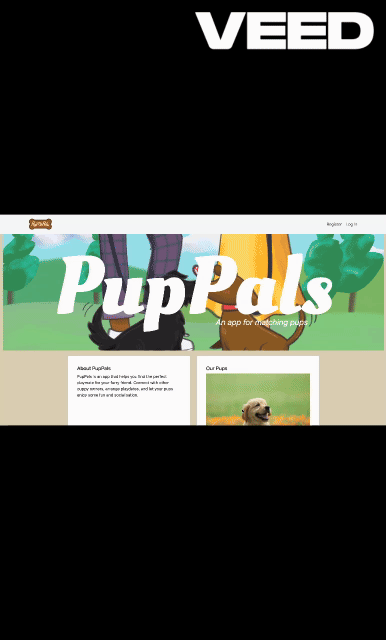 VEED
PupPals
Register Log in
PupPals
An app for matching pups
About PupPals
PupPals is an app that helps you find the perfect
playmate for your furry friend. Connect with other
puppy owners, arrange playdates, and let your pups
enjoy some fun and socialisation.
Our Pups